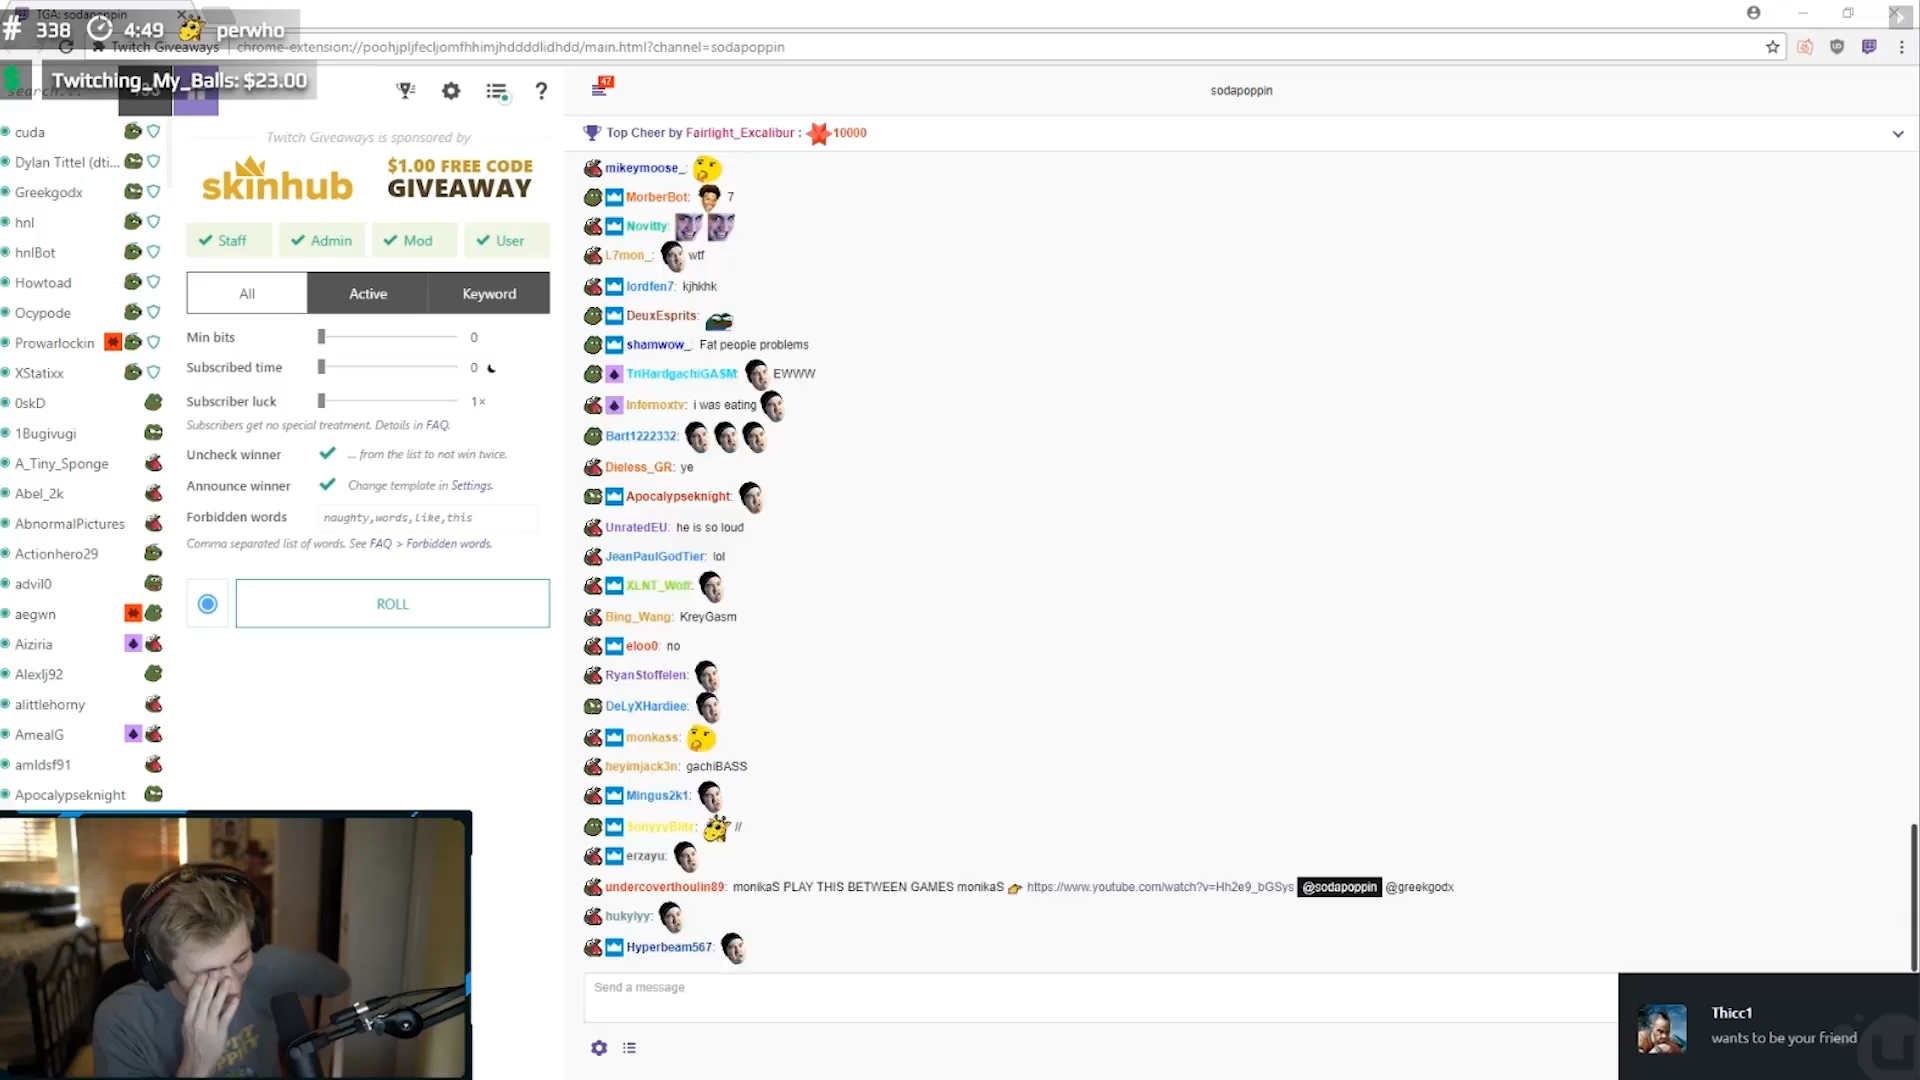 TGA: sodapoppin
# 338 4:49 perwho
Twitch Giveaways chrome-extension://poohjpljfecljomfhhimjhddddlidhdd/main.html?channel=sodapoppin
Twitching_My_Balls: $23.00
search...
cuda
Dylan Tittel (dti...
Greekgodx
hnl
hnlBot
Howtoad
Ocypode
Prowarlockin
XStatixx
0skD
1Bugivugi
A_Tiny_Sponge
Abel_2k
AbnormalPictures
Actionhero29
advil0
aegwn
Aiziria
Alexlj92
alittlehorny
AmealG
amldsf91
Apocalypseknight
?
Twitch Giveaways is sponsored by
skinhub
$1.00 FREE CODE
GIVEAWAY
Staff Admin Mod User
All Active Keyword
Min bits 0
Subscribed time 0
Subscriber luck 1×
Subscribers get no special treatment. Details in FAQ.
Uncheck winner ... from the list to not win twice.
Announce winner Change template in Settings.
Forbidden words naughty,words,like,this
Comma separated list of words. See FAQ > Forbidden words.
ROLL
47
sodapoppin
Top Cheer by Fairlight_Excalibur : 10000
mikeymoose_:
MorberBot: 7
Novitty:
L7mon_: wtf
lordfen7: kjhkhk
DeuxEsprits:
shamwow_: Fat people problems
TriHardgachiGASM: EWWW
Infernoxtv: i was eating
Bart1222332:
Dieless_GR: ye
Apocalypseknight:
UnratedEU: he is so loud
JeanPaulGodTier: lol
XLNT_Wolf:
Bing_Wang: KreyGasm
eloo0: no
RyanStoffelen:
DeLyXHardiee:
monkass:
heyimjack3n: gachiBASS
Mingus2k1:
SonyyyBlitz: //
erzayu:
undercoverthoulin89: monikaS PLAY THIS BETWEEN GAMES monikaS https://www.youtube.com/watch?v=Hh2e9_bGSys @sodapoppin @greekgodx
hukyiyy:
Hyperbeam567:
Send a message
Thicc1
wants to be your friend